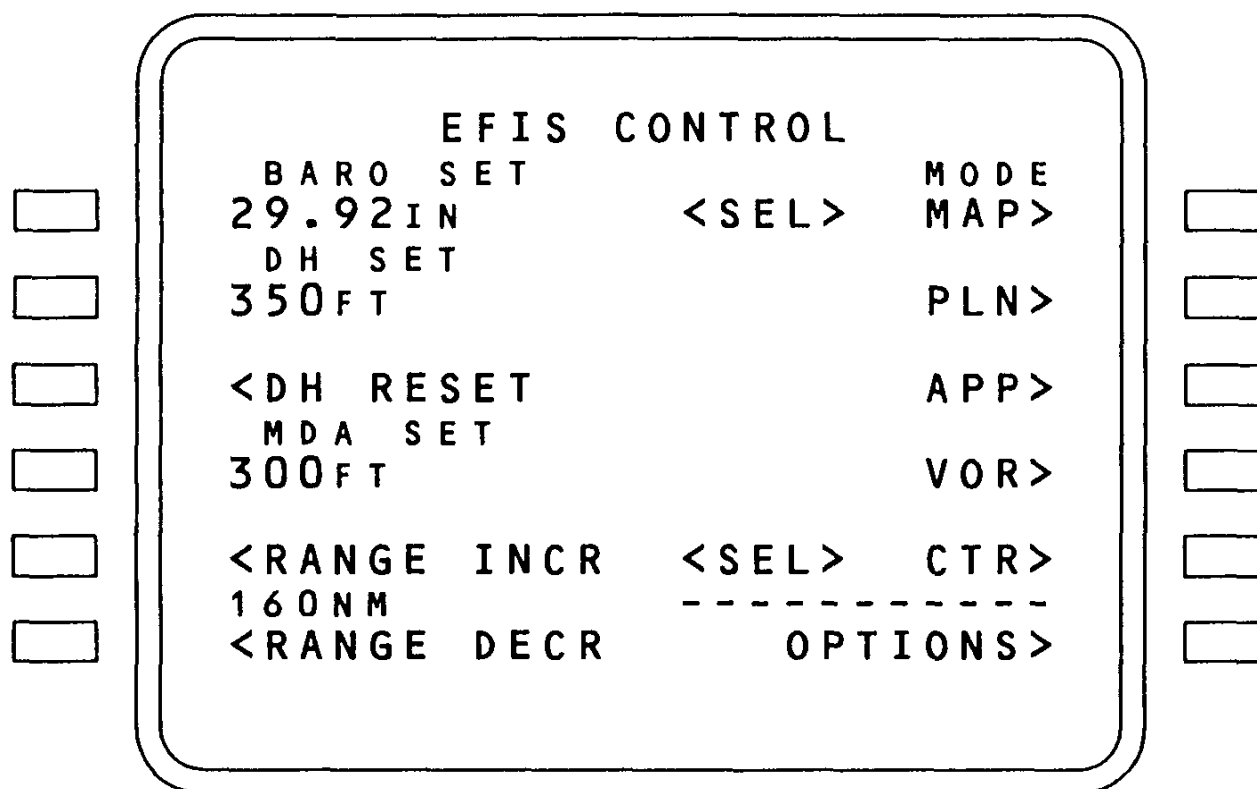 EFIS CONTROL
BARO SET MODE
29.92IN <SEL> MAP>
DH SET
350FT PLN>
<DH RESET APP>
MDA SET
300FT VOR>
<RANGE INCR <SEL> CTR>
160NM -----------
<RANGE DECR OPTIONS>